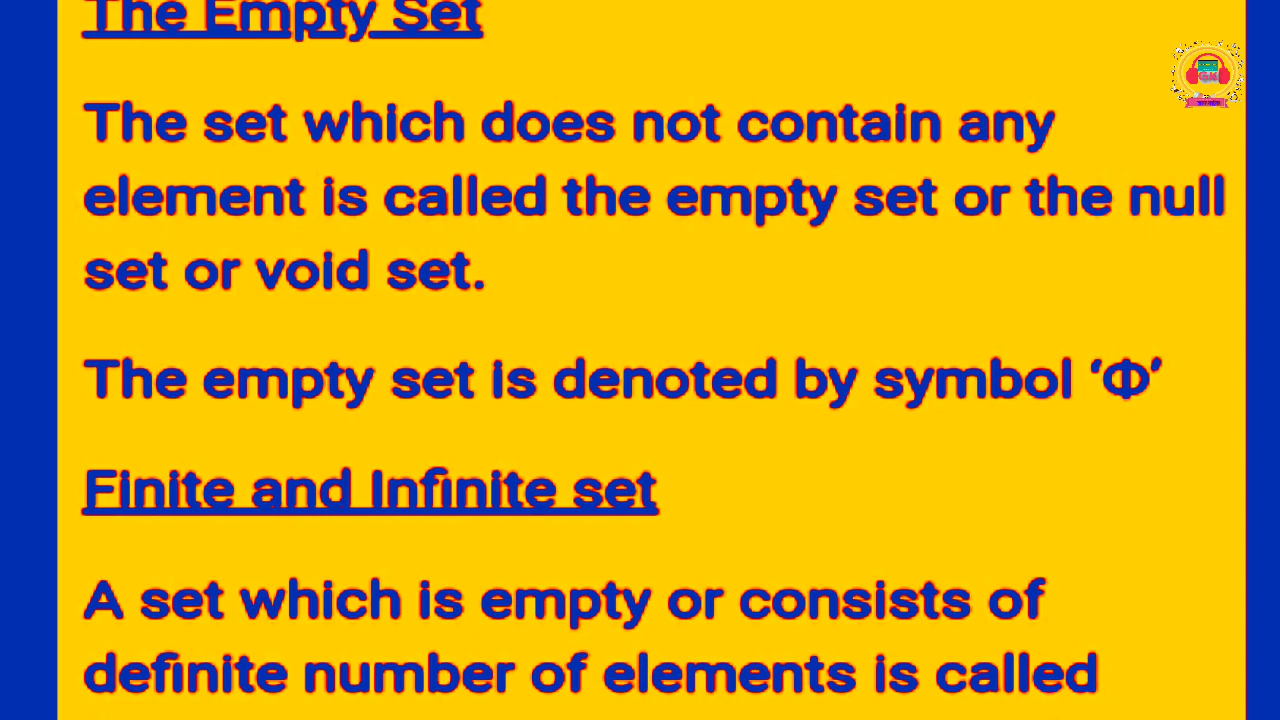 The Empty Set
The set which does not contain any
element is called the empty set or the null
set or void set.
The empty set is denoted by symbol ‘Φ’
Finite and Infinite set
A set which is empty or consists of
definite number of elements is called